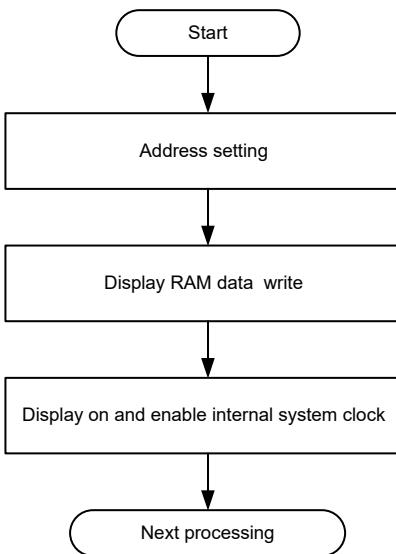 Start
Address setting
Display RAM data write
Display on and enable internal system clock
Next processing